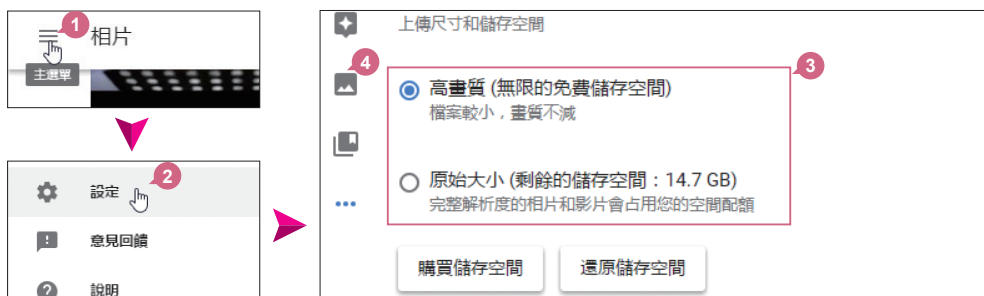 1
相片
主選單
2
設定
意見回饋
說明
上傳尺寸和儲存空間
4
3
高畫質 (無限的免費儲存空間)
檔案較小，畫質不減
原始大小 (剩餘的儲存空間：14.7 GB)
完整解析度的相片和影片會占用您的空間配額
購買儲存空間
還原儲存空間